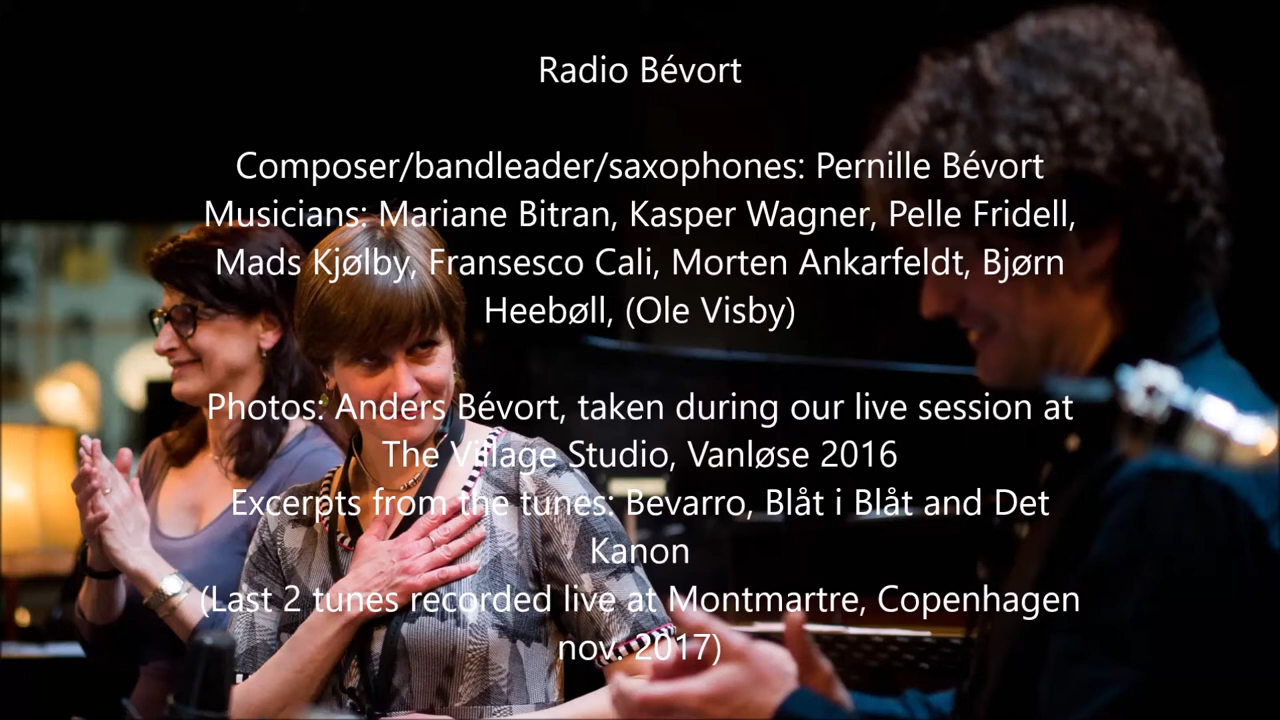 Radio Bévort
Composer/bandleader/saxophones: Pernille Bévort
Musicians: Mariane Bitran, Kasper Wagner, Pelle Fridell,
Mads Kjølby, Fransesco Cali, Morten Ankarfeldt, Bjørn
Heebøll, (Ole Visby)
Photos: Anders Bévort, taken during our live session at
The Village Studio, Vanløse 2016
Excerpts from the tunes: Bevarro, Blåt i Blåt and Det
Kanon
(Last 2 tunes recorded live at Montmartre, Copenhagen
nov. 2017)